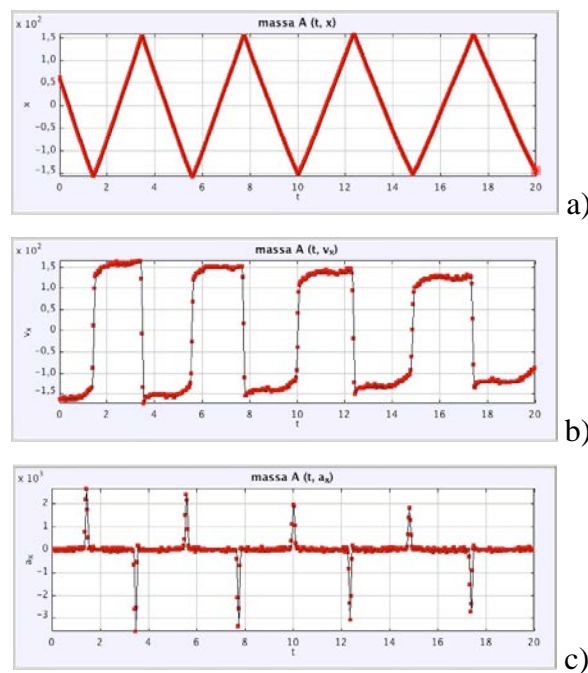 massa A (t, x)
x 10²
1,5
1,0
0,5
0
-0,5
-1,0
-1,5
x
0 2 4 6 8 10 12 14 16 18 20
t
a)
massa A (t, vₓ)
x 10²
1,5
1,0
0,5
0
-0,5
-1,0
-1,5
vₓ
0 2 4 6 8 10 12 14 16 18 20
t
b)
massa A (t, aₓ)
x 10³
2
1
0
-1
-2
-3
aₓ
0 2 4 6 8 10 12 14 16 18 20
t
c)